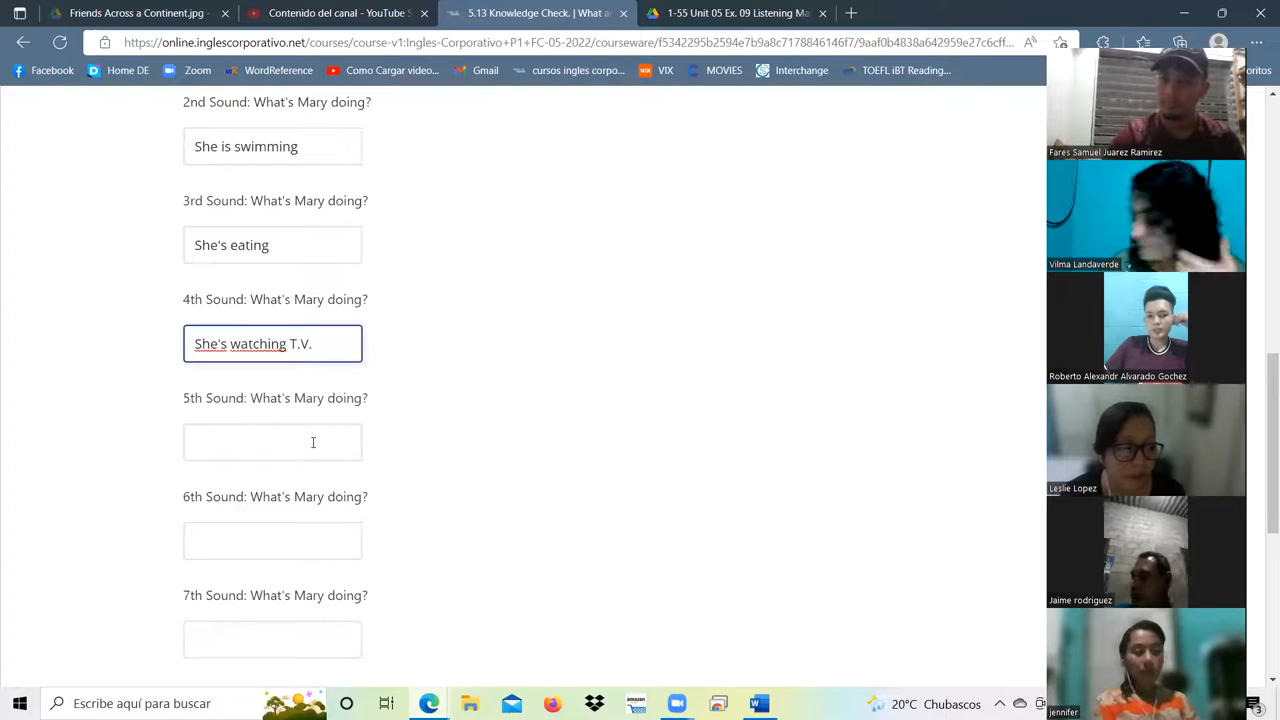 Friends Across a Continent.jpg -
Contenido del canal - YouTube S
5.13 Knowledge Check. | What a
1-55 Unit 05 Ex. 09 Listening Ma
https://online.inglescorporativo.net/courses/course-v1:Ingles-Corporativo+P1+FC-05-2022/courseware/f5342295b2594e7b9a8c7178846146f7/9aaf0b4838a642959e27c6cff...
Facebook
Home DE
Zoom
WordReference
Como Cargar video...
Gmail
cursos ingles corpo...
VIX
MOVIES
Interchange
TOEFL iBT Reading...
oritos
2nd Sound: What's Mary doing?
She is swimming
3rd Sound: What's Mary doing?
She's eating
4th Sound: What's Mary doing?
She's watching T.V.
5th Sound: What's Mary doing?
6th Sound: What's Mary doing?
7th Sound: What's Mary doing?
Fares Samuel Juarez Ramirez
Vilma Landaverde
Roberto Alexandr Alvarado Gochez
Leslie Lopez
Jaime rodriguez
jennifer
Escribe aquí para buscar
20°C Chubascos
3